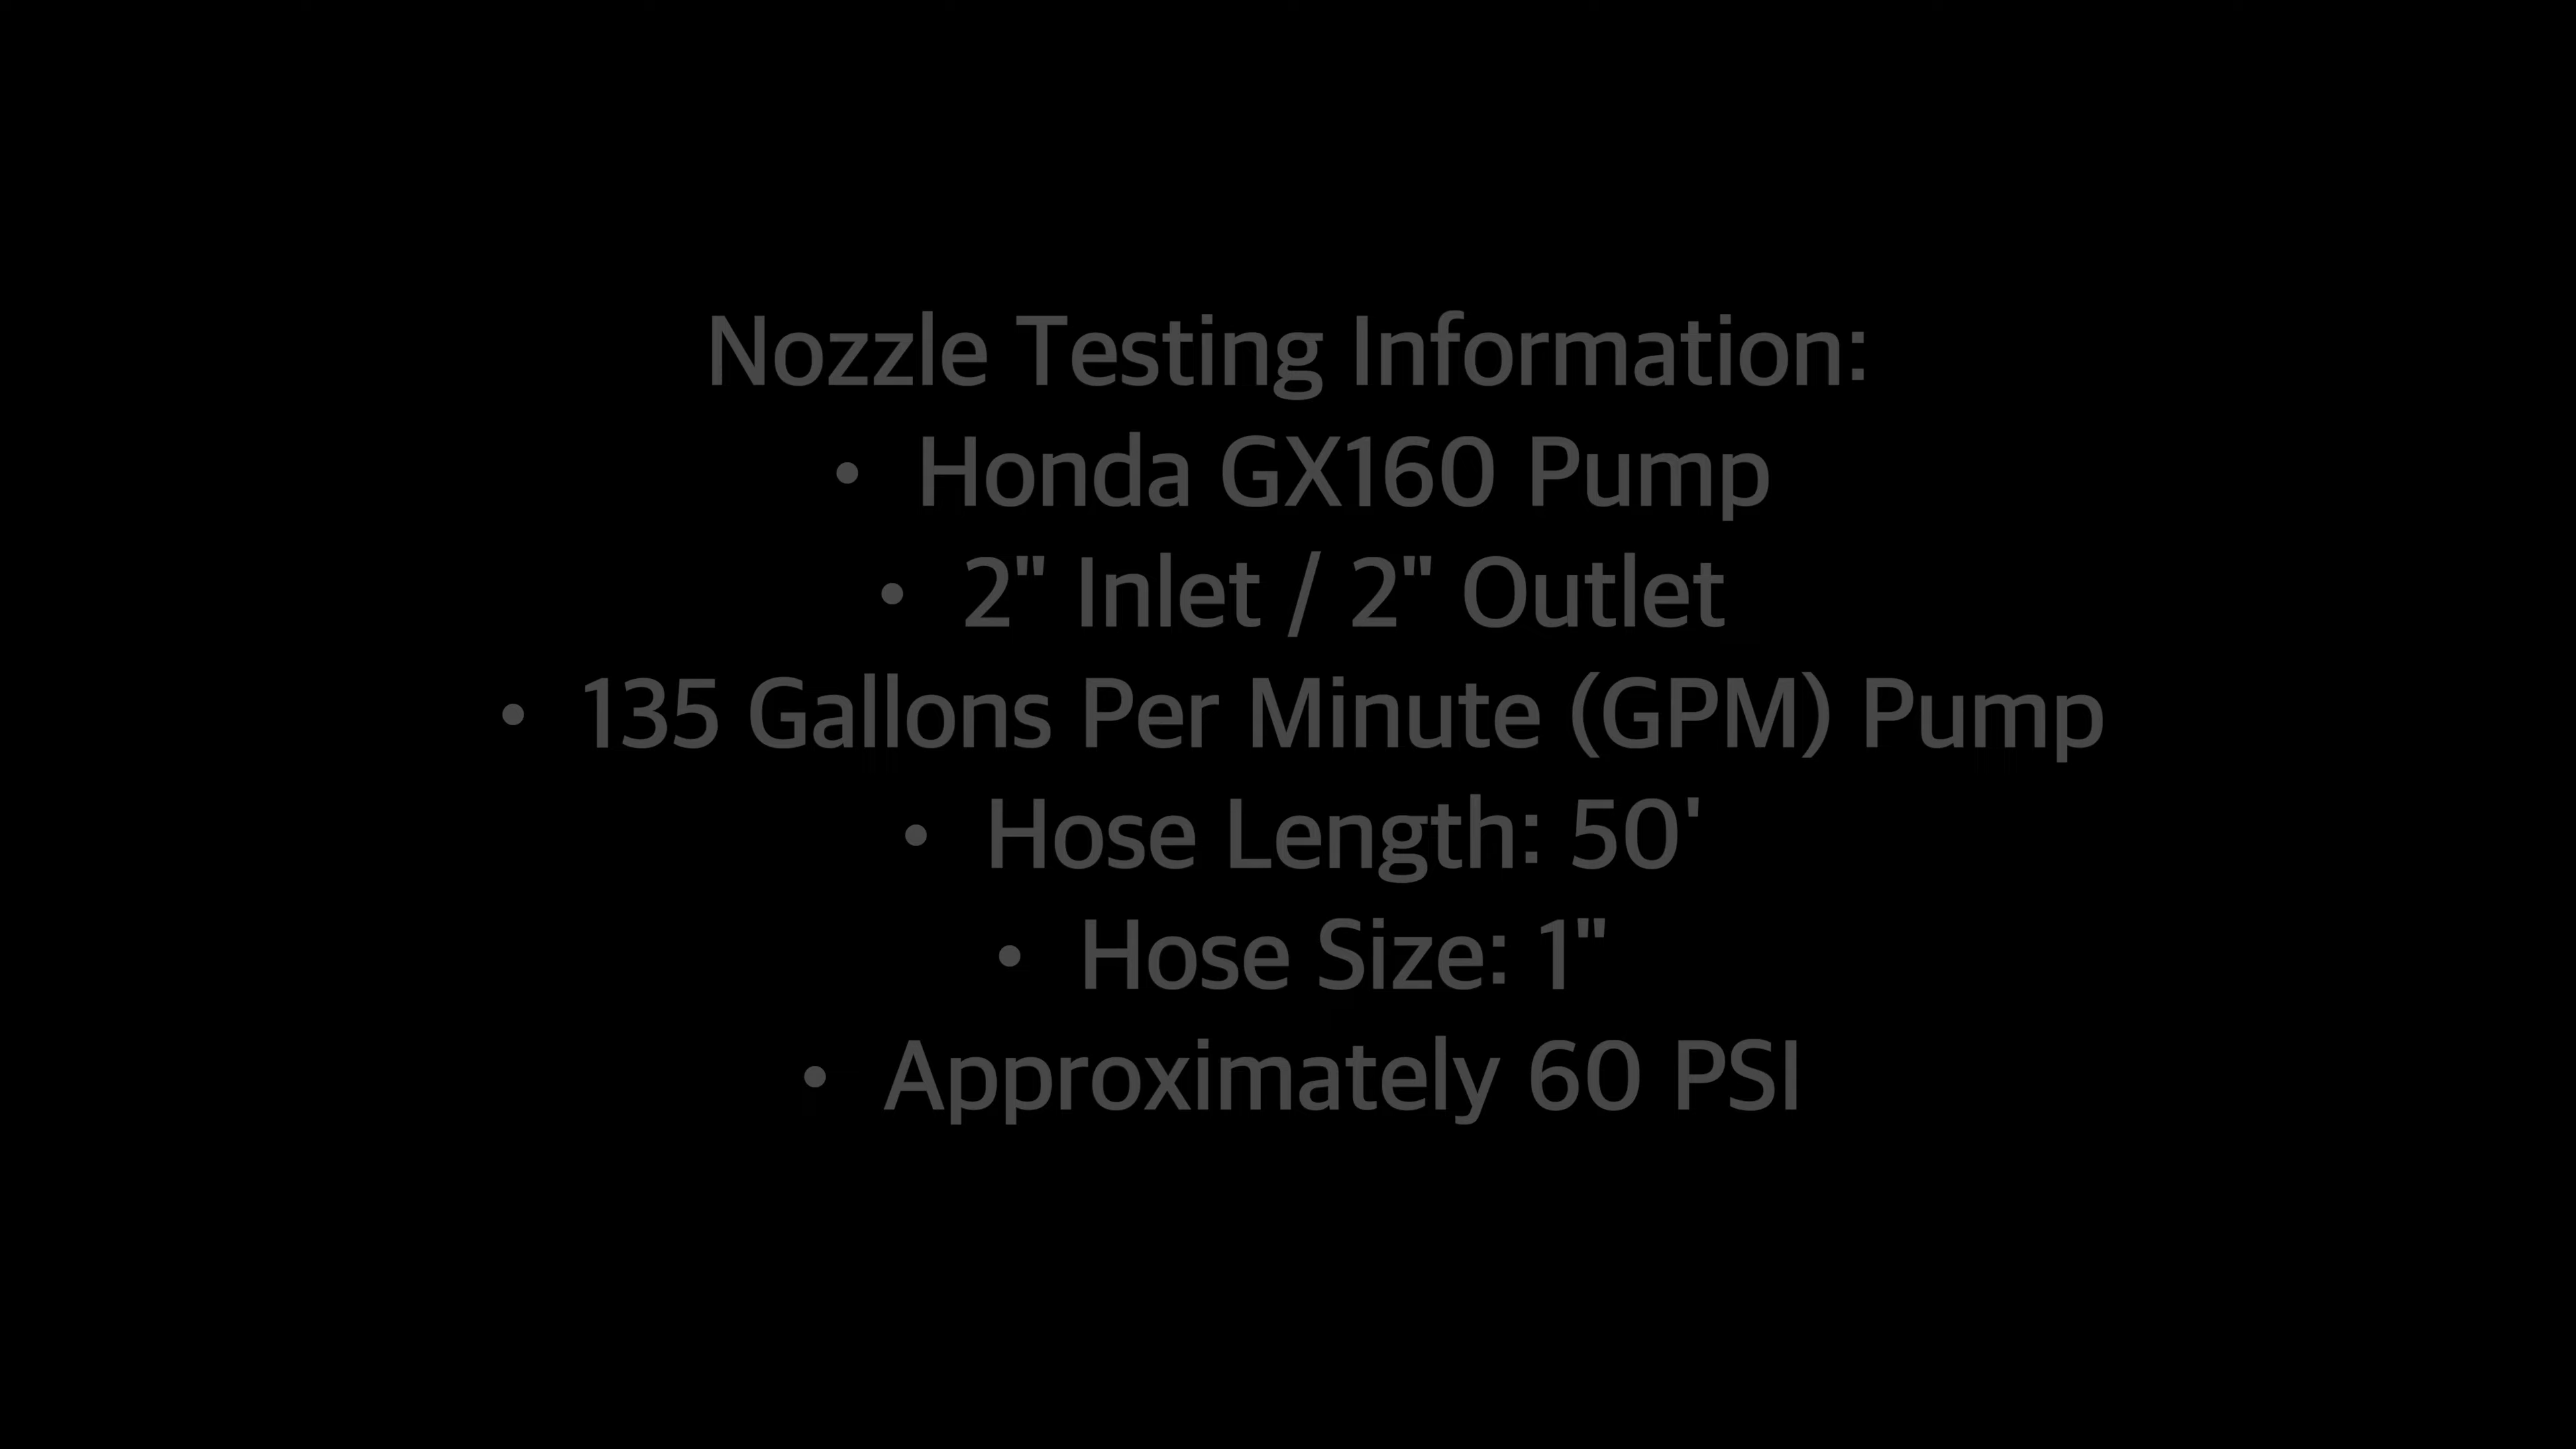 Nozzle Testing Information:
• Honda GX160 Pump
• 2" Inlet / 2" Outlet
• 135 Gallons Per Minute (GPM) Pump
• Hose Length: 50'
• Hose Size: 1"
• Approximately 60 PSI